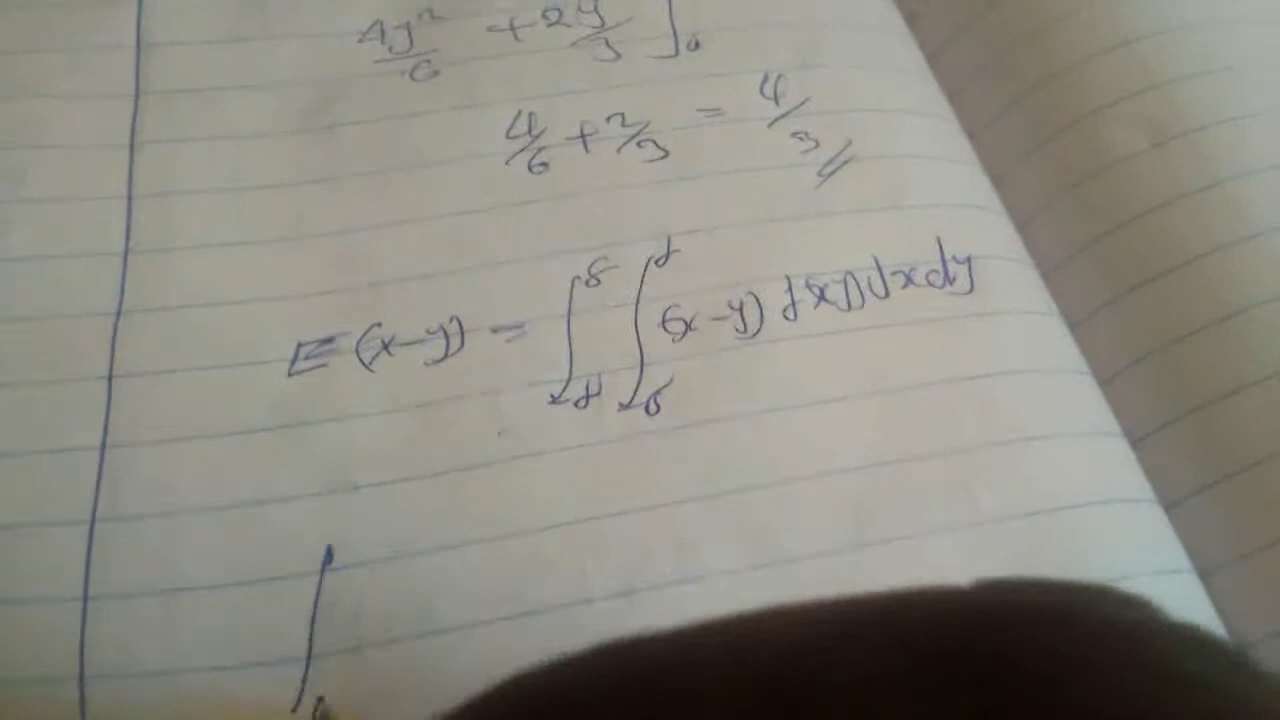 4y²/6 + 2y/3 ]₀
4/6 + 2/3 = 4/3
E(x-y) = ∫∫ (x-y) f(x,y) dx dy
∫